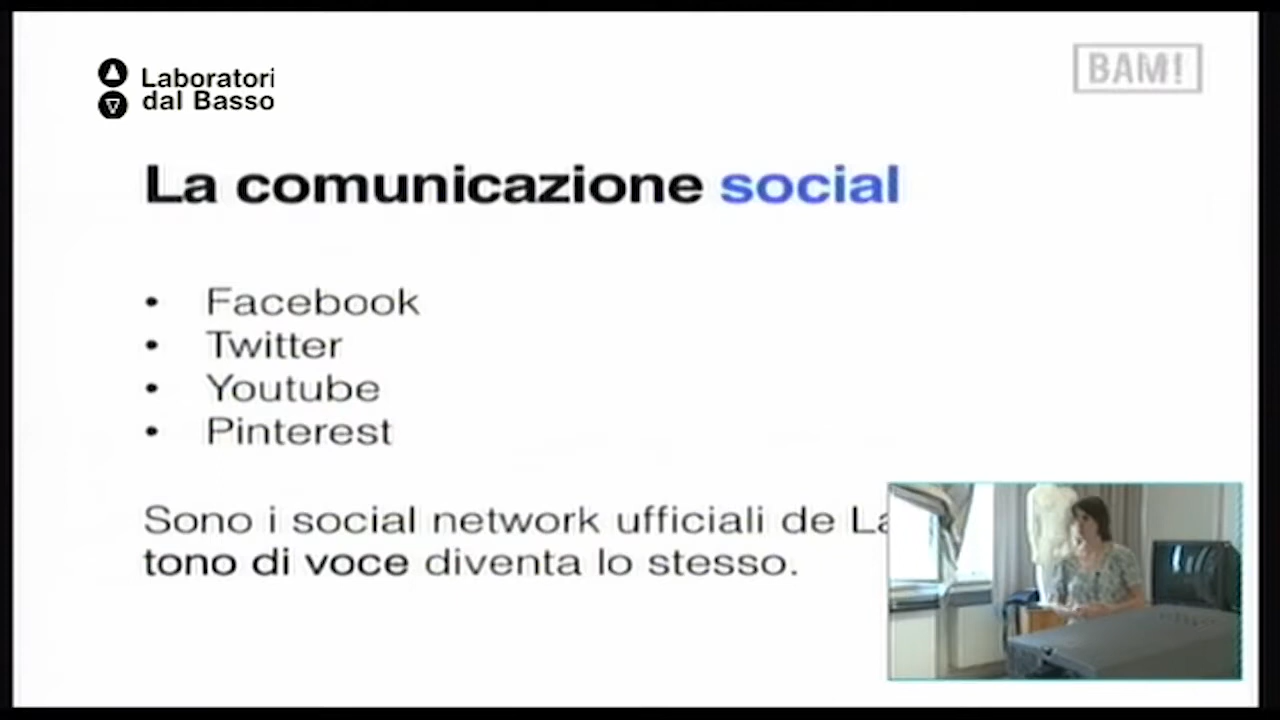 Laboratori
dal Basso
BAM!
La comunicazione social
• Facebook
• Twitter
• Youtube
• Pinterest
Sono i social network ufficiali de La
tono di voce diventa lo stesso.